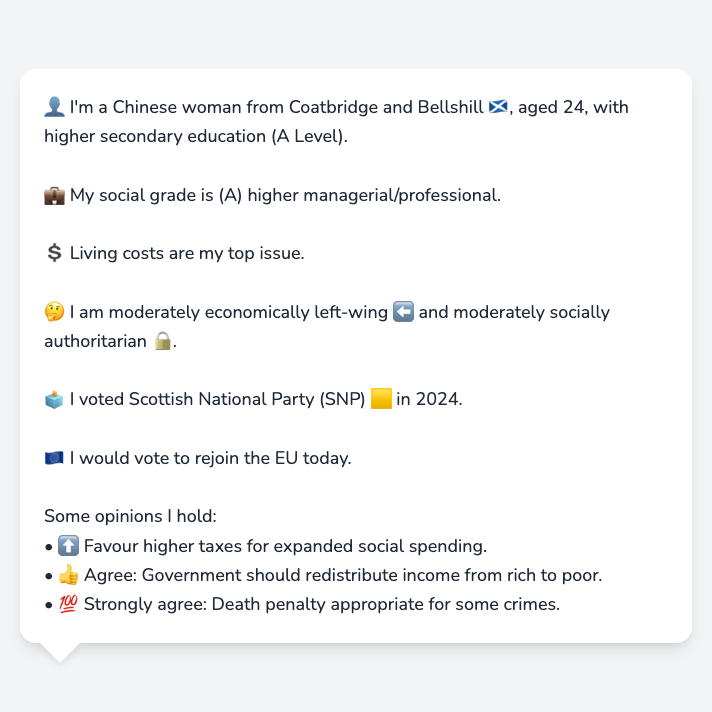 👤 I'm a Chinese woman from Coatbridge and Bellshill 🏴󠁧󠁢󠁳󠁣󠁴󠁿, aged 24, with
higher secondary education (A Level).
💼 My social grade is (A) higher managerial/professional.
💲 Living costs are my top issue.
🤔 I am moderately economically left-wing ⬅️ and moderately socially
authoritarian 🔒.
🗳️ I voted Scottish National Party (SNP) 🟨 in 2024.
🇪🇺 I would vote to rejoin the EU today.
Some opinions I hold:
• ⬆️ Favour higher taxes for expanded social spending.
• 👍 Agree: Government should redistribute income from rich to poor.
• 💯 Strongly agree: Death penalty appropriate for some crimes.